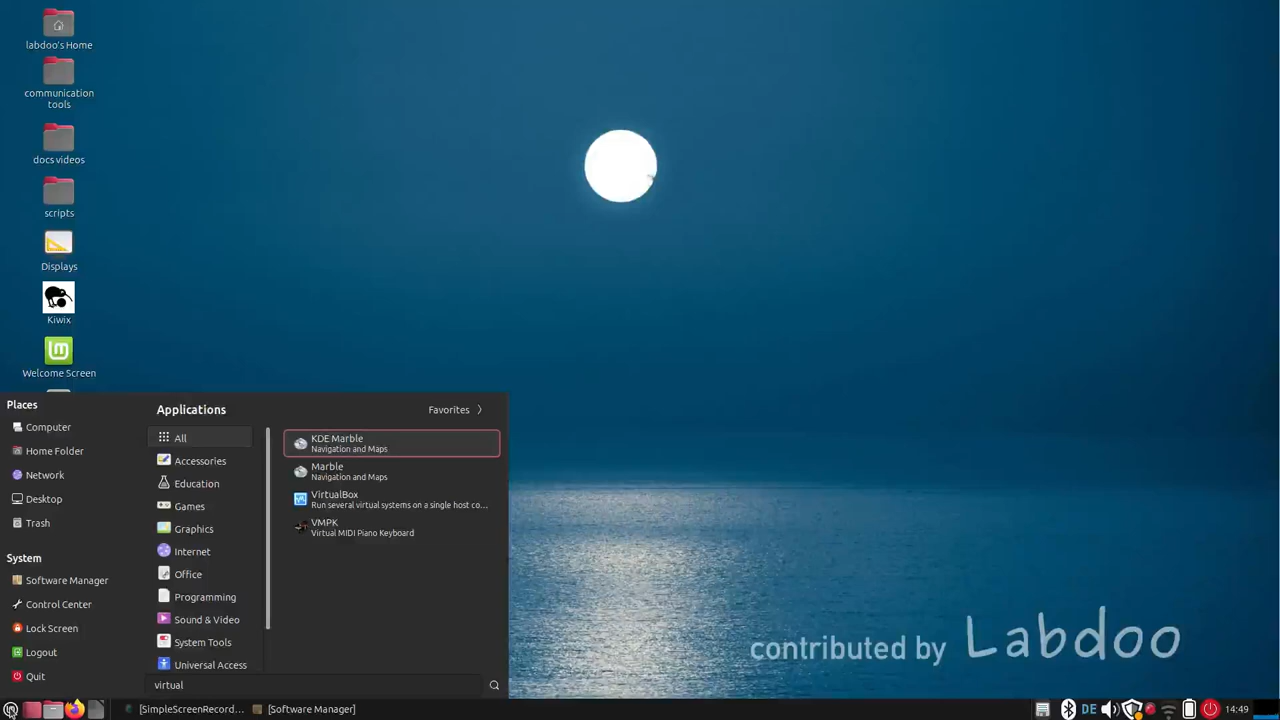 labdoo's Home
communication
tools
docs videos
scripts
Displays
Kiwix
Welcome Screen
Places
Computer
Home Folder
Network
Desktop
Trash
System
Software Manager
Control Center
Lock Screen
Logout
Quit
Applications
Favorites
All
Accessories
Education
Games
Graphics
Internet
Office
Programming
Sound & Video
System Tools
Universal Access
KDE Marble
Navigation and Maps
Marble
Navigation and Maps
VirtualBox
Run several virtual systems on a single host co...
VMPK
Virtual MIDI Piano Keyboard
virtual
contributed by Labdoo
[SimpleScreenRecord...
[Software Manager]
DE
14:49